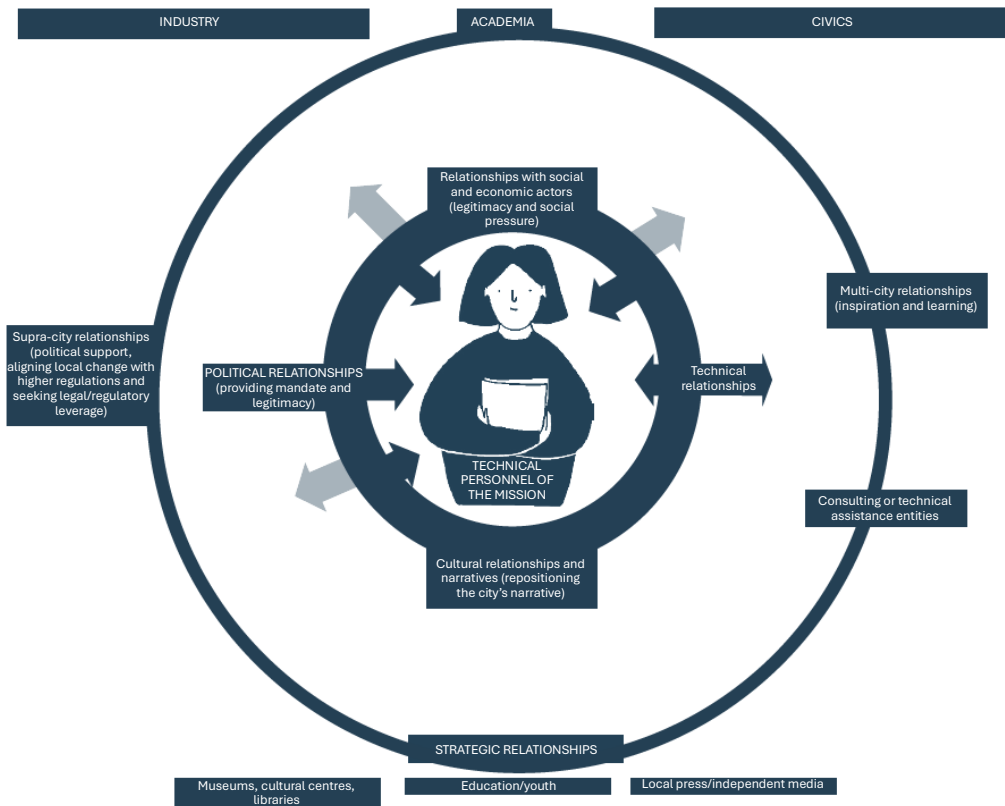 INDUSTRY
ACADEMIA
CIVICS
Relationships with social
and economic actors
(legitimacy and social
pressure)
Multi-city relationships
(inspiration and learning)
Supra-city relationships
(political support,
aligning local change with
higher regulations and
seeking legal/regulatory
leverage)
POLITICAL RELATIONSHIPS
(providing mandate and
legitimacy)
Technical
relationships
TECHNICAL
PERSONNEL OF
THE MISSION
Consulting or technical
assistance entities
Cultural relationships and
narratives (repositioning
the city’s narrative)
STRATEGIC RELATIONSHIPS
Museums, cultural centres,
libraries
Education/youth
Local press/independent media